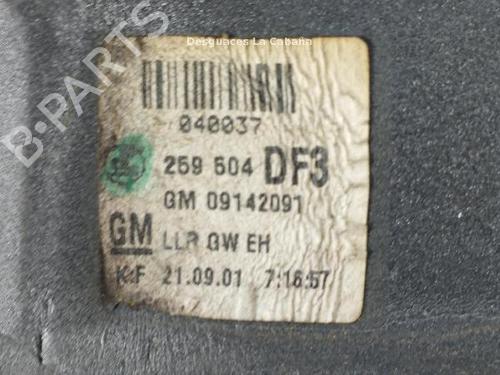 Desguaces La Cabaña
B-PARTS
040037
259 504 DF3
GM 09142091
GM LLR GW EH
K:F 21.09.01 7:16:57